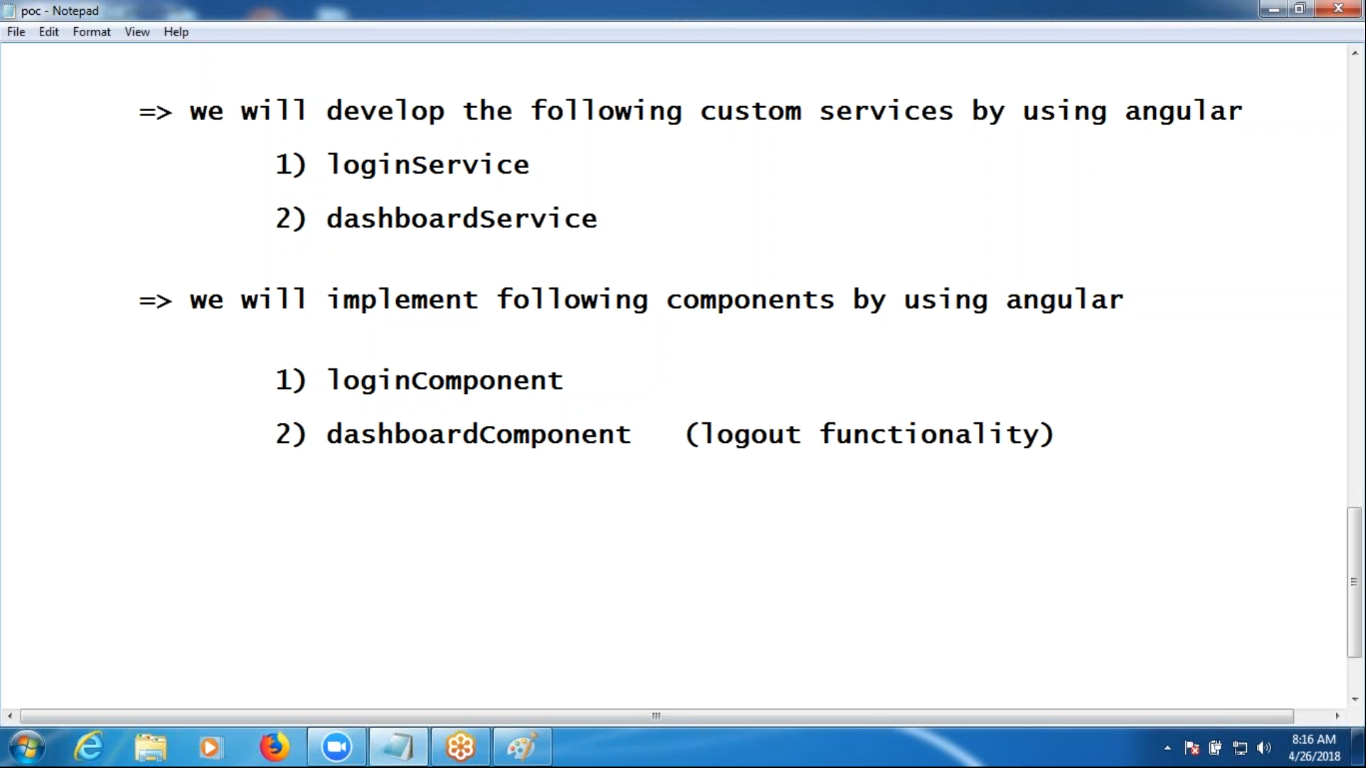 poc - Notepad
File Edit Format View Help
=> we will develop the following custom services by using angular
1) loginService
2) dashboardService
=> we will implement following components by using angular
1) loginComponent
2) dashboardComponent (logout functionality)
8:16 AM
4/26/2018